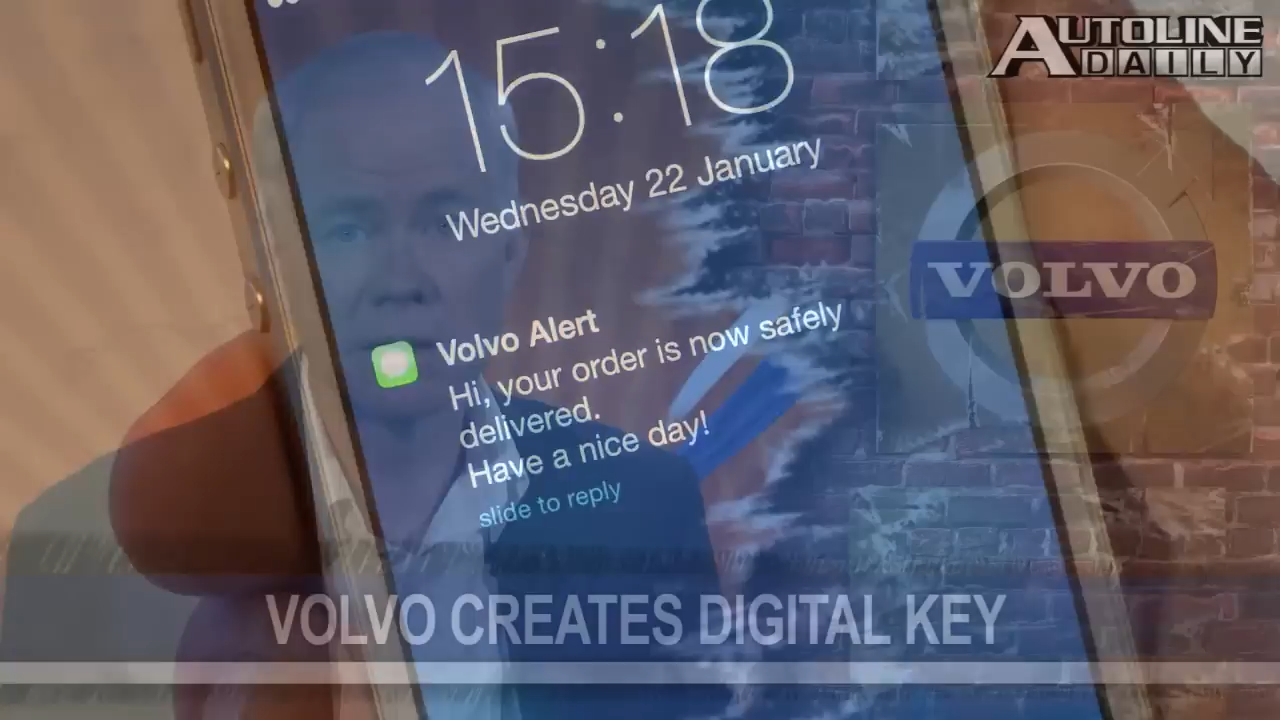 AUTOLINE
DAILY
15:18
Wednesday 22 January
VOLVO
Volvo Alert
Hi, your order is now safely
delivered.
Have a nice day!
slide to reply
VOLVO CREATES DIGITAL KEY